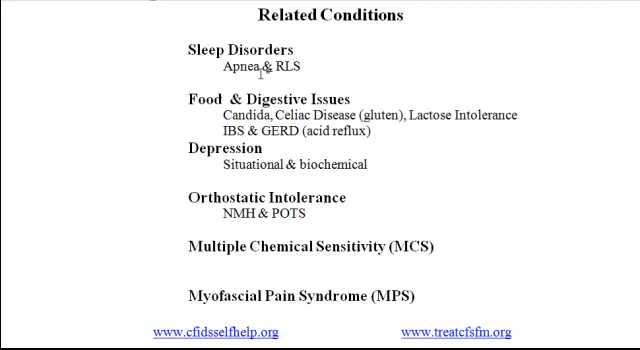 Related Conditions
Sleep Disorders
Apnea & RLS
Food & Digestive Issues
Candida, Celiac Disease (gluten), Lactose Intolerance
IBS & GERD (acid reflux)
Depression
Situational & biochemical
Orthostatic Intolerance
NMH & POTS
Multiple Chemical Sensitivity (MCS)
Myofascial Pain Syndrome (MPS)
www.cfidsselfhelp.org www.treatcfsfm.org